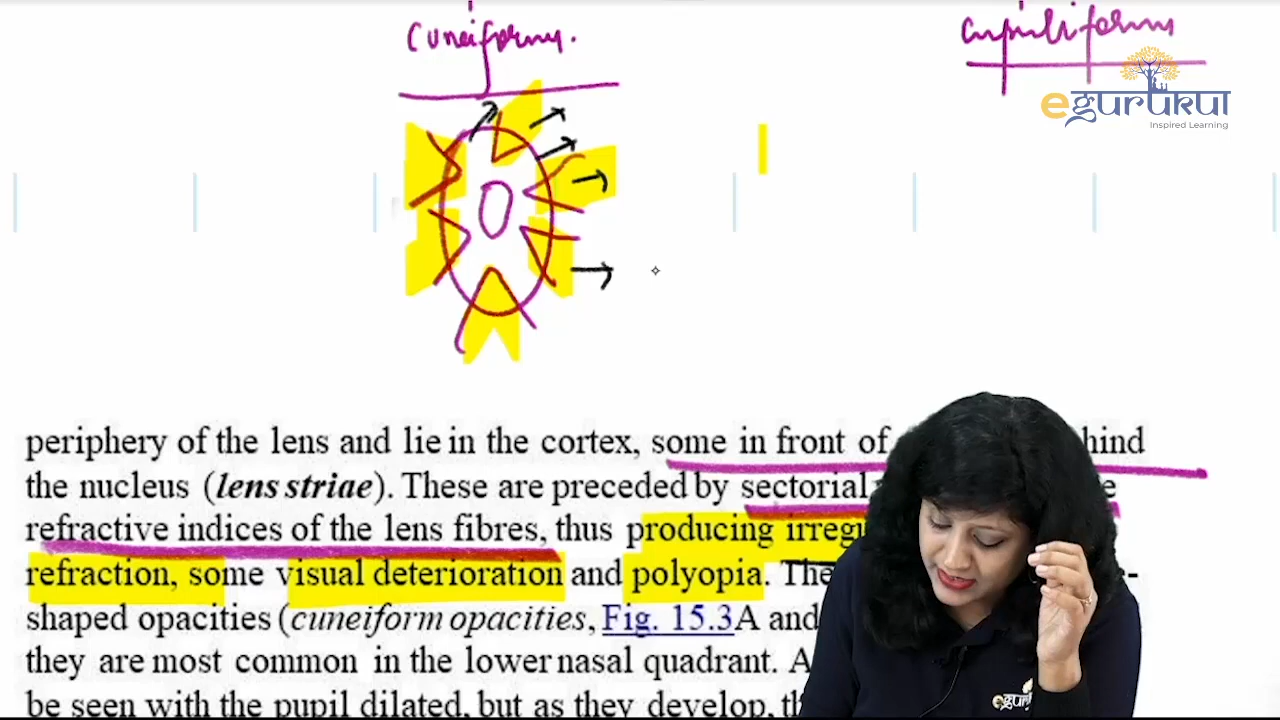 cuneiform.
cupuliform
eGurukul
Inspired Learning
periphery of the lens and lie in the cortex, some in front of hind
the nucleus (lens striae). These are preceded by sectorial e
refractive indices of the lens fibres, thus producing irregu
refraction, some visual deterioration and polyopia. The -
shaped opacities (cuneiform opacities, Fig. 15.3A and
they are most common in the lower nasal quadrant. A
be seen with the pupil dilated, but as they develop, th